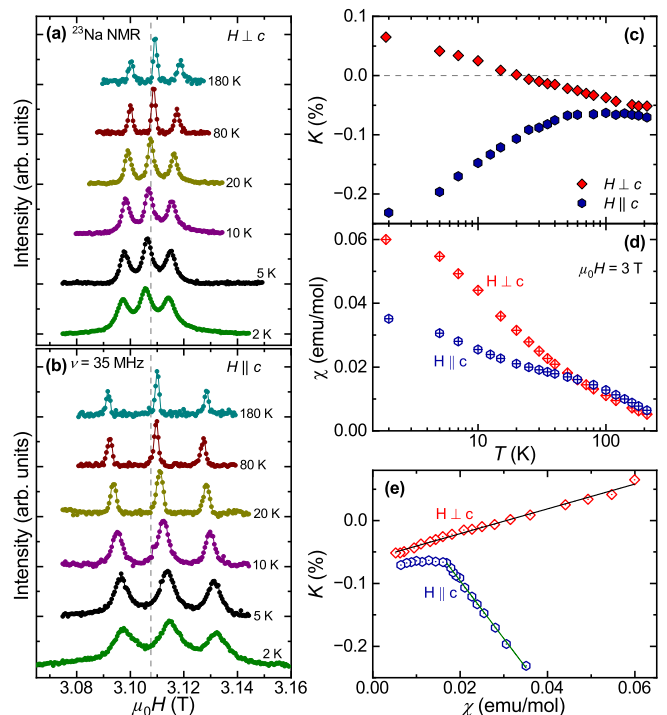 (a) ²³Na NMR H ⊥ c
180 K
80 K
20 K
10 K
5 K
2 K
Intensity (arb. units)
(b) ν = 35 MHz H ∥ c
180 K
80 K
20 K
10 K
5 K
2 K
Intensity (arb. units)
3.08 3.10 3.12 3.14 3.16
μ₀H (T)
(c)
0.1
0.0
-0.1
-0.2
K (%)
H ⊥ c
H ∥ c
(d)
μ₀H = 3 T
0.06
0.04
0.02
0.00
χ (emu/mol)
H ⊥ c
H ∥ c
10 100
T (K)
(e)
0.0
-0.1
-0.2
K (%)
H ⊥ c
H ∥ c
0.00 0.02 0.04 0.06
χ (emu/mol)